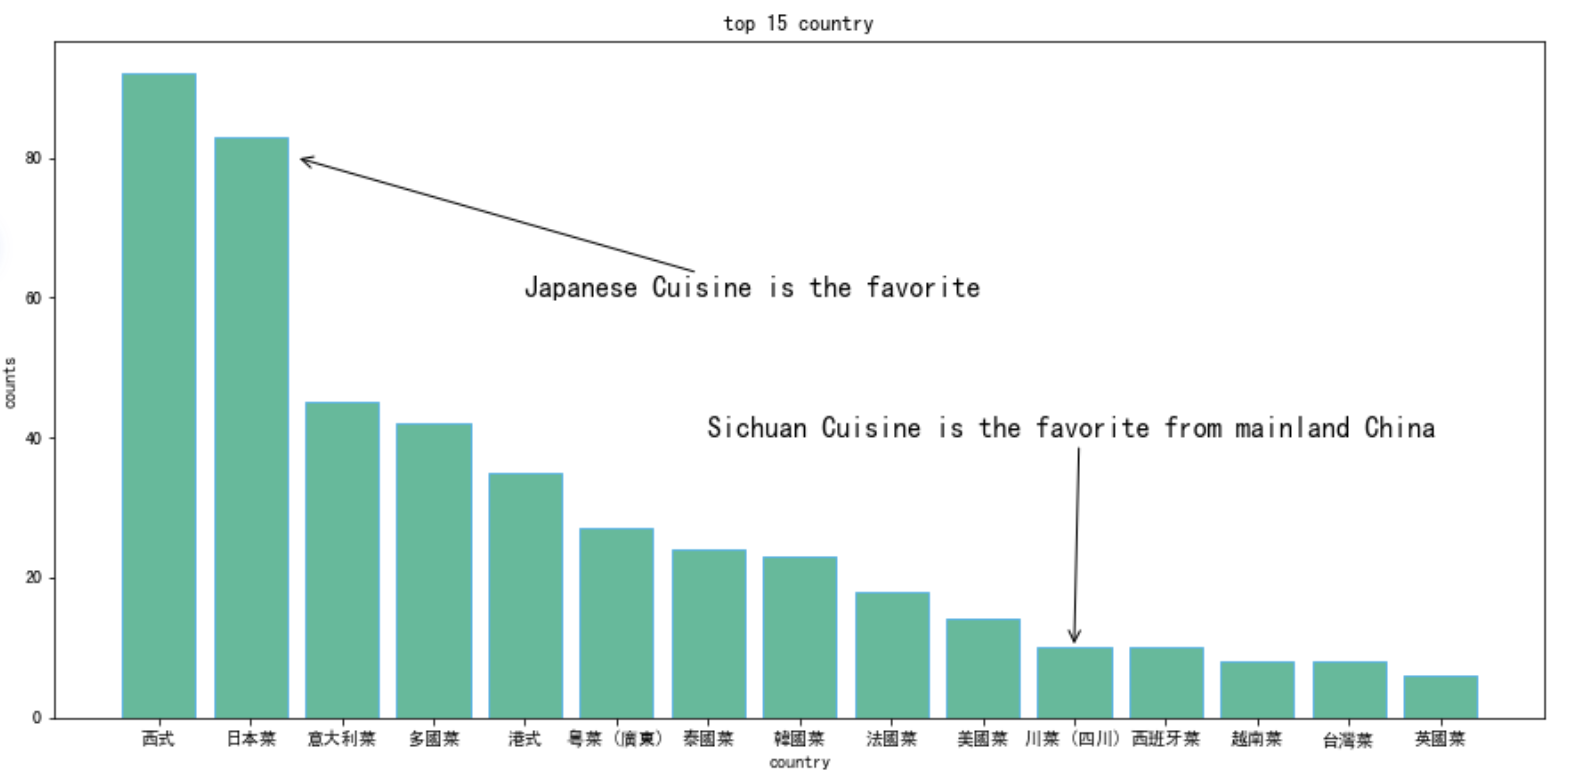 top 15 country
80
60
40
20
0
counts
Japanese Cuisine is the favorite
Sichuan Cuisine is the favorite from mainland China
西式 日本菜 意大利菜 多國菜 港式 粵菜（廣東） 泰國菜 韓國菜 法國菜 美國菜 川菜（四川） 西班牙菜 越南菜 台灣菜 英國菜
country